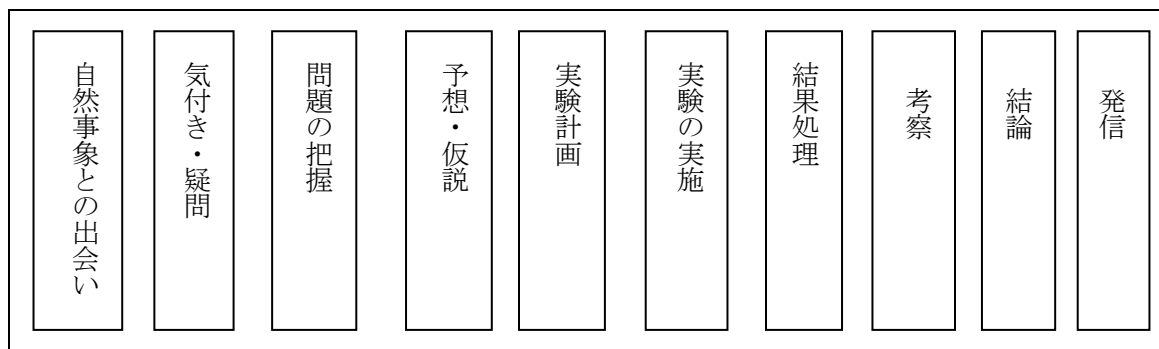 自然事象との出会い
気付き・疑問
問題の把握
予想・仮説
実験計画
実験の実施
結果処理
考察
結論
発信